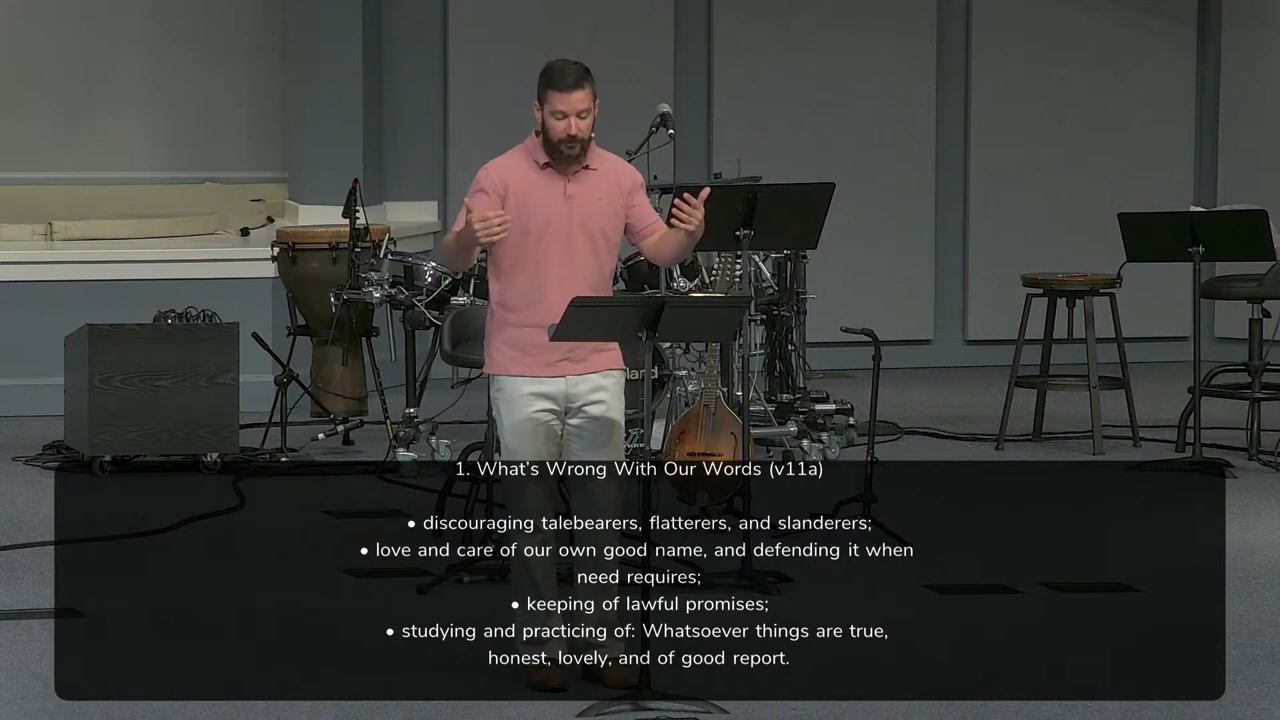 land
1. What's Wrong With Our Words (v11a)
• discouraging talebearers, flatterers, and slanderers;
• love and care of our own good name, and defending it when
need requires;
• keeping of lawful promises;
• studying and practicing of: Whatsoever things are true,
honest, lovely, and of good report.